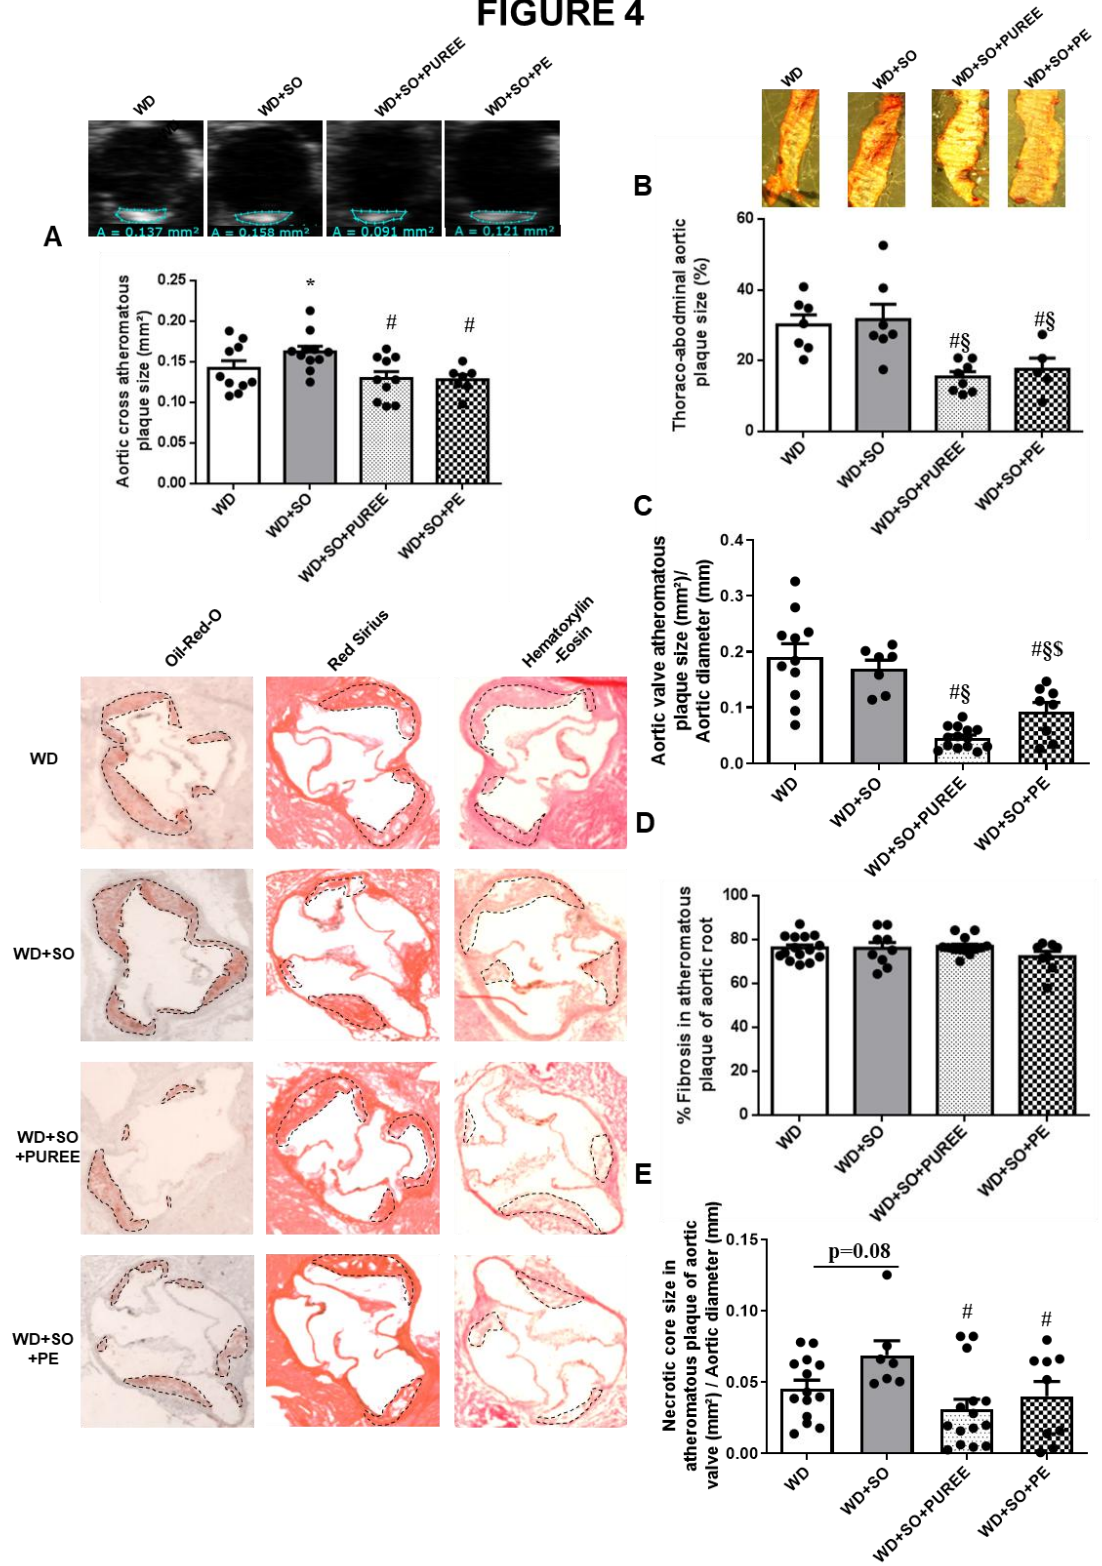 FIGURE 4
WD
WD+SO
WD+SO+PUREE
WD+SO+PE
A = 0.137 mm²
A = 0.158 mm²
A = 0.091 mm²
A = 0.121 mm²
A
Aortic cross atheromatous
plaque size (mm²)
0.25
0.20
0.15
0.10
0.05
0.00
*
#
#
WD
WD+SO
WD+SO+PUREE
WD+SO+PE
WD
WD+SO
WD+SO+PUREE
WD+SO+PE
B
Thoraco-abodminal aortic
plaque size (%)
60
40
20
0
#§
#§
WD
WD+SO
WD+SO+PUREE
WD+SO+PE
C
Aortic valve atheromatous
plaque size (mm²)/
Aortic diameter (mm)
0.4
0.3
0.2
0.1
0.0
#§
#§$
WD
WD+SO
WD+SO+PUREE
WD+SO+PE
Oil-Red-O
Red Sirius
Hematoxylin
-Eosin
WD
WD+SO
WD+SO
+PUREE
WD+SO
+PE
D
% Fibrosis in atheromatous
plaque of aortic root
100
80
60
40
20
0
WD
WD+SO
WD+SO+PUREE
WD+SO+PE
E
Necrotic core size in
atheromatous plaque of aortic
valve (mm²) / Aortic diameter (mm)
0.15
0.10
0.05
0.00
p=0.08
#
#
WD
WD+SO
WD+SO+PUREE
WD+SO+PE